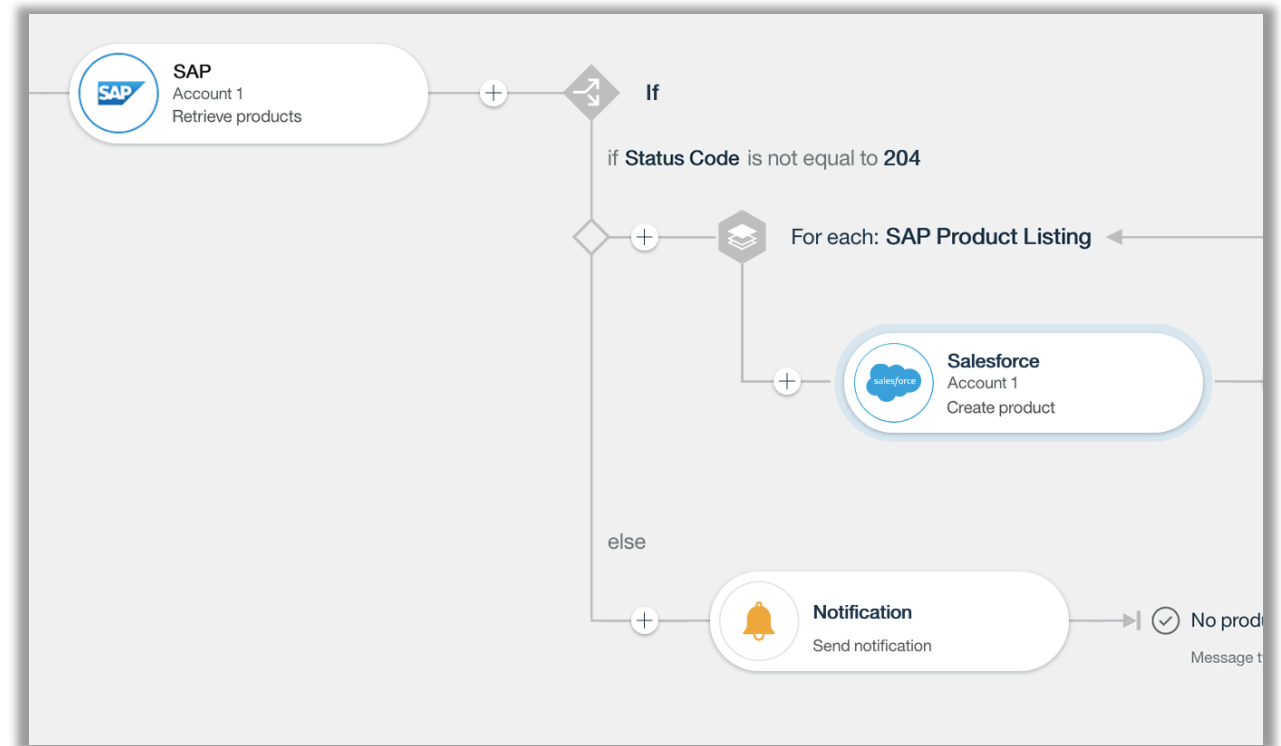 SAP
SAP
Account 1
Retrieve products
If
if Status Code is not equal to 204
For each: SAP Product Listing
salesforce
Salesforce
Account 1
Create product
else
Notification
Send notification
No
Message